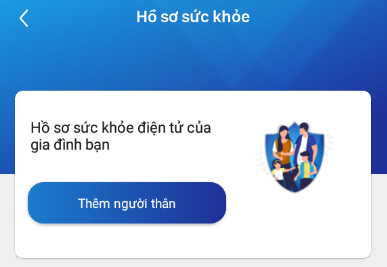 Hồ sơ sức khỏe
Hồ sơ sức khỏe điện tử của
gia đình bạn
Thêm người thân